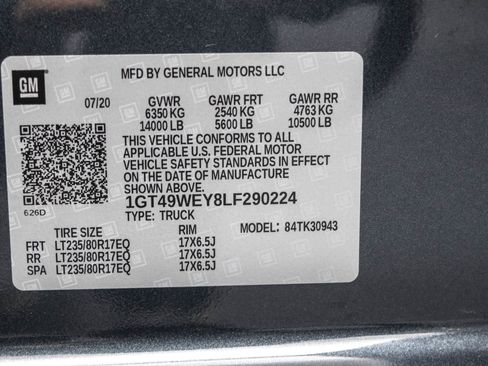 GM
MFD BY GENERAL MOTORS LLC
07/20 GVWR GAWR FRT GAWR RR
6350 KG 2540 KG 4763 KG
14000 LB 5600 LB 10500 LB
THIS VEHICLE CONFORMS TO ALL
APPLICABLE U.S. FEDERAL MOTOR
VEHICLE SAFETY STANDARDS IN EFFECT
ON THE DATE OF MANUFACTURE
SHOWN ABOVE.
626D
1GT49WEY8LF290224
TYPE: TRUCK
MODEL: 84TK30943
TIRE SIZE RIM
FRT LT235/80R17EQ 17X6.5J
RR LT235/80R17EQ 17X6.5J
SPA LT235/80R17EQ 17X6.5J